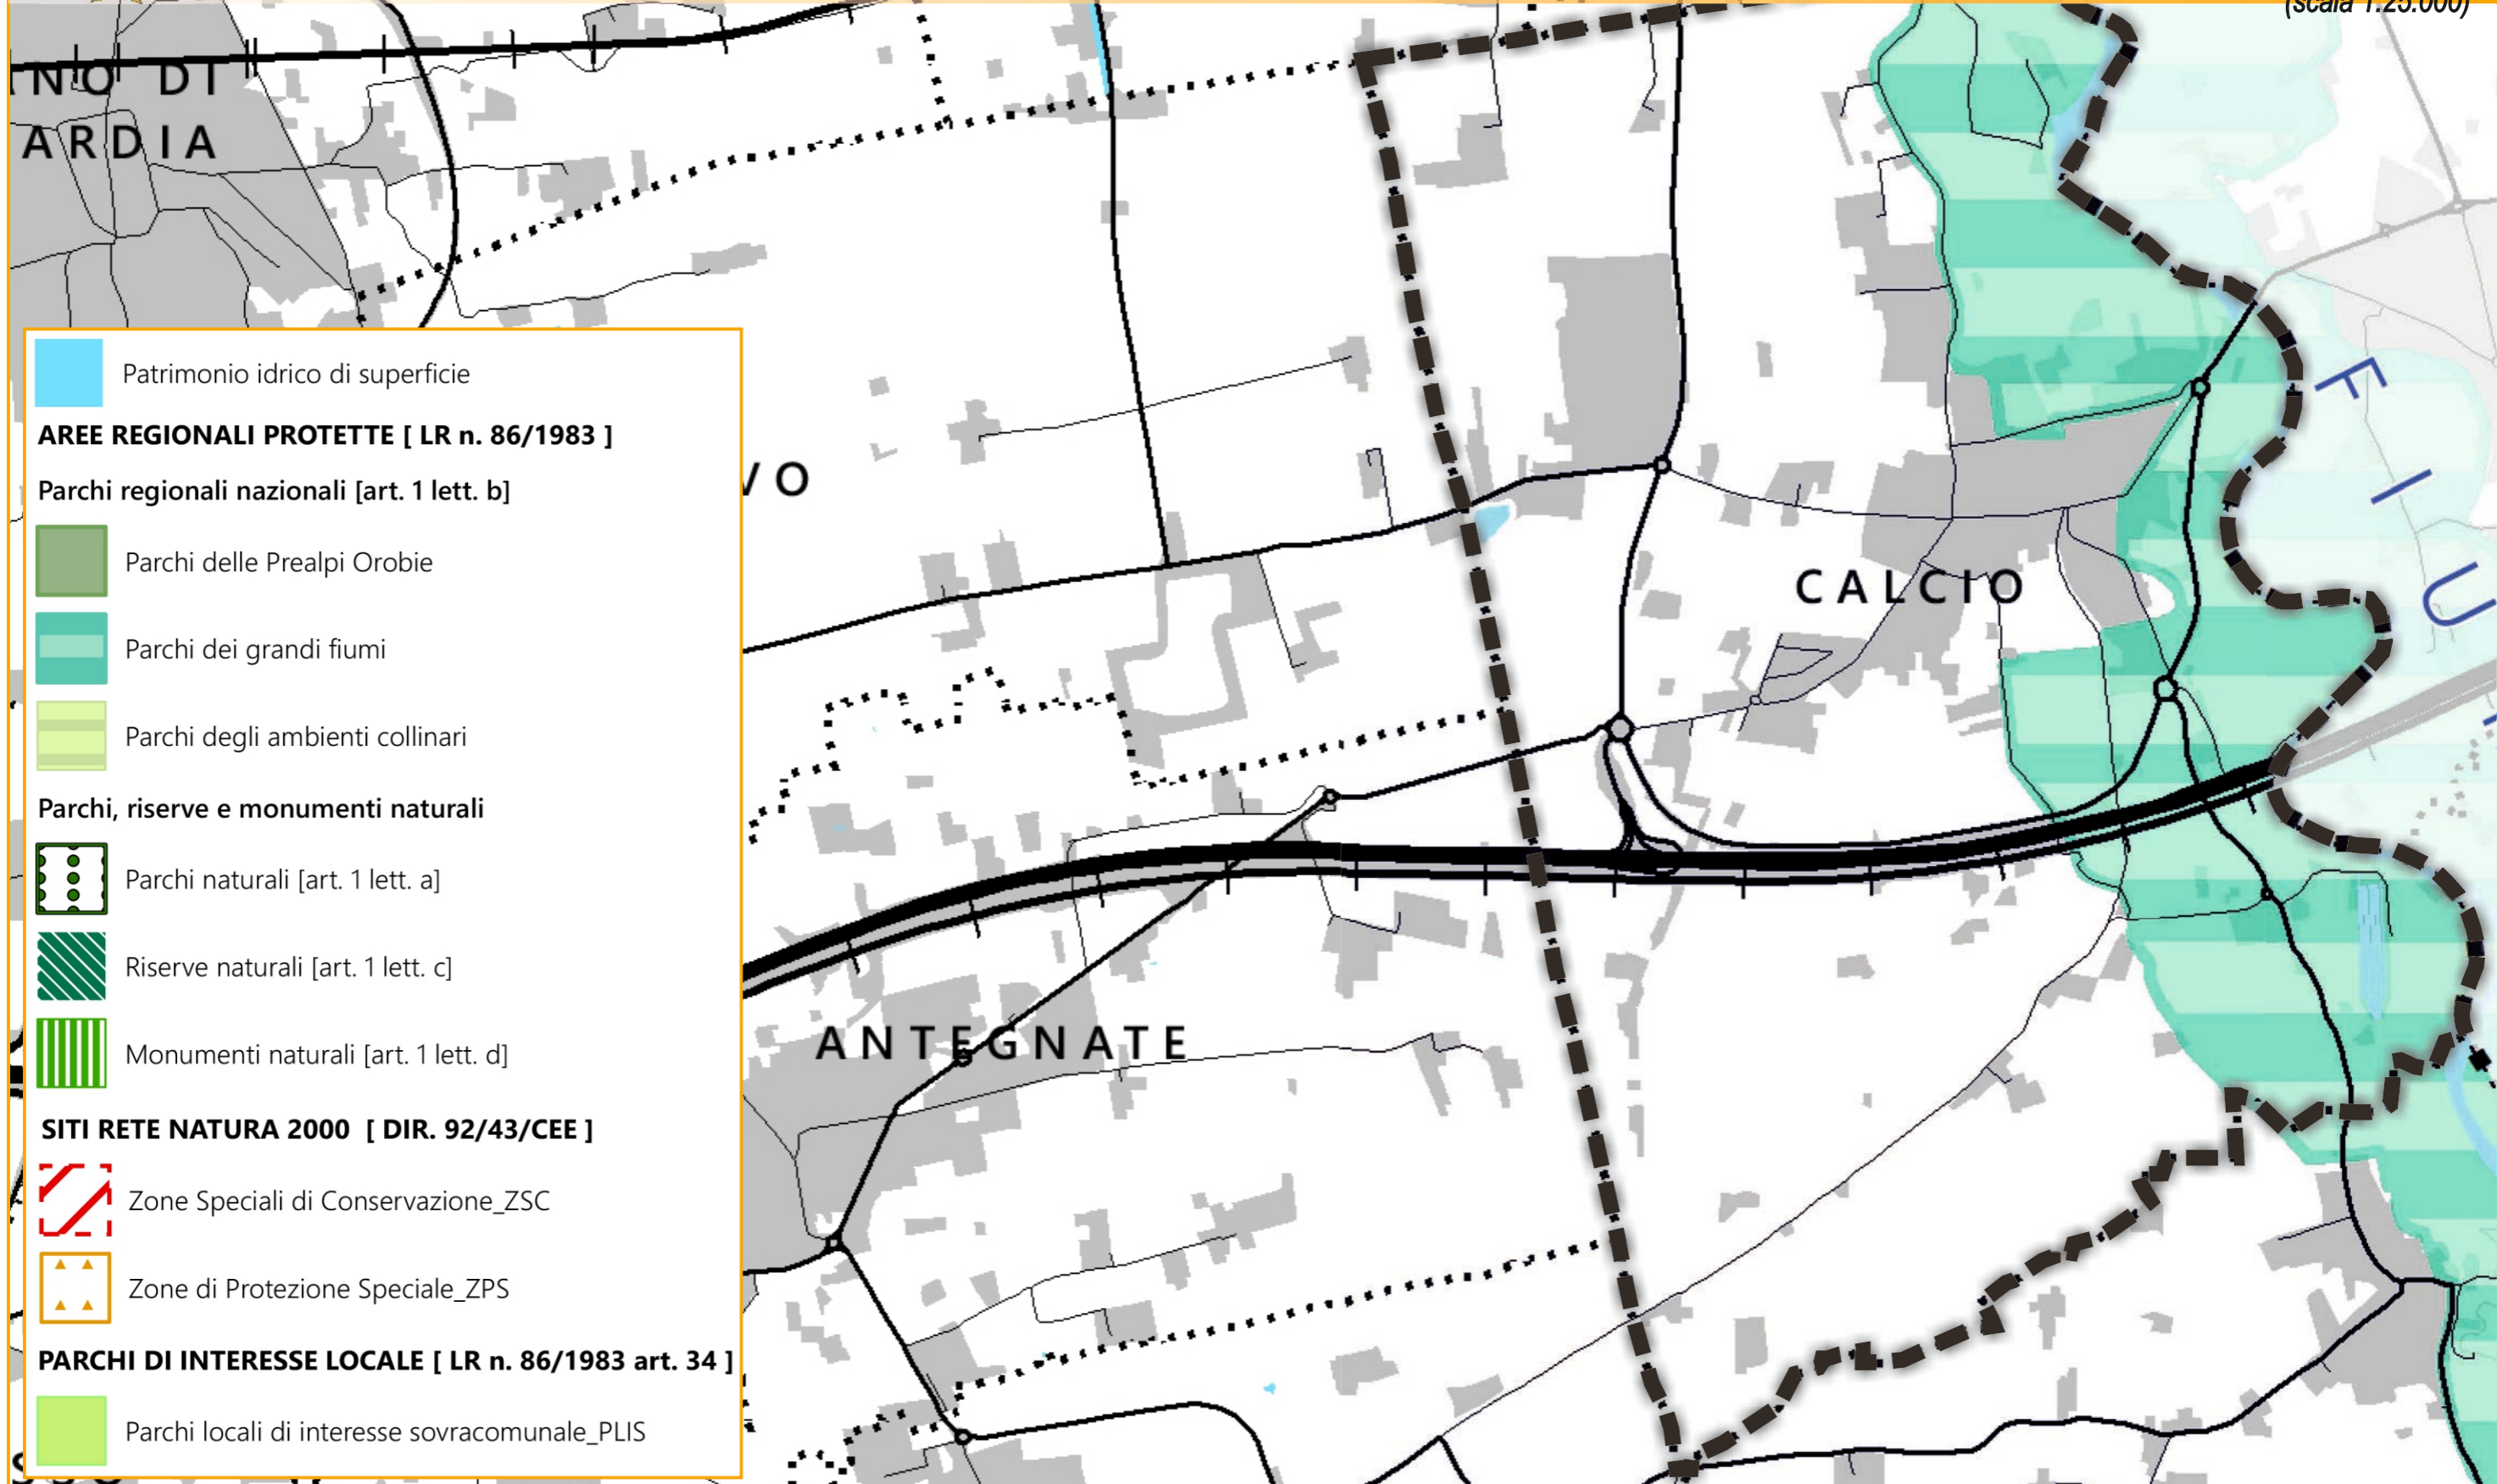 (scala 1:25.000)
NO DI
ARDIA
Patrimonio idrico di superficie
AREE REGIONALI PROTETTE [ LR n. 86/1983 ]
Parchi regionali nazionali [art. 1 lett. b]
Parchi delle Prealpi Orobie
Parchi dei grandi fiumi
Parchi degli ambienti collinari
Parchi, riserve e monumenti naturali
Parchi naturali [art. 1 lett. a]
Riserve naturali [art. 1 lett. c]
Monumenti naturali [art. 1 lett. d]
SITI RETE NATURA 2000 [ DIR. 92/43/CEE ]
Zone Speciali di Conservazione_ZSC
Zone di Protezione Speciale_ZPS
PARCHI DI INTERESSE LOCALE [ LR n. 86/1983 art. 34 ]
Parchi locali di interesse sovracomunale_PLIS
VO
CALCIO
ANTEGNATE
F I U